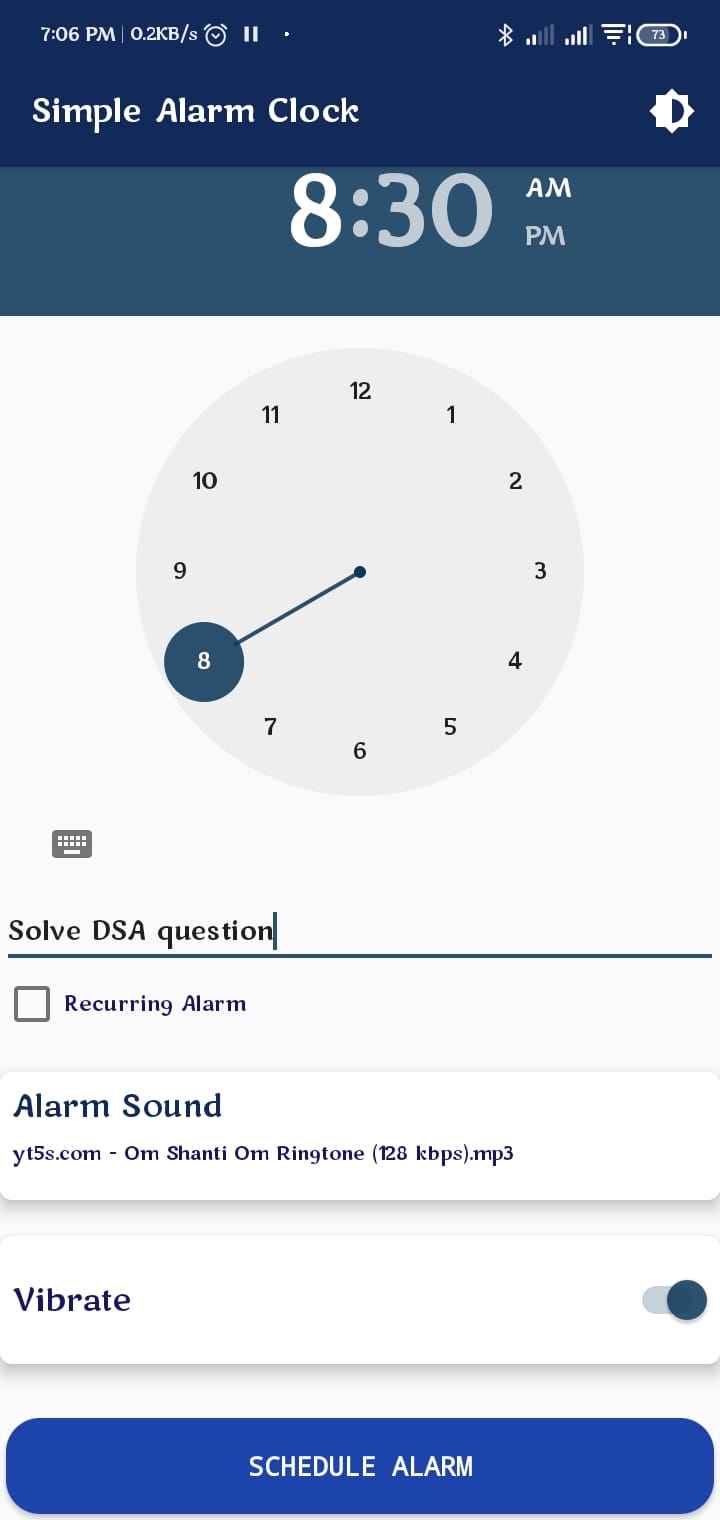 7:06 PM | 0.2KB/s 73
Simple Alarm Clock
8:30 AM
PM
12
11 1
10 2
9 3
8 4
7 5
6
Solve DSA question
Recurring Alarm
Alarm Sound
yt5s.com - Om Shanti Om Ringtone (128 kbps).mp3
Vibrate
SCHEDULE ALARM